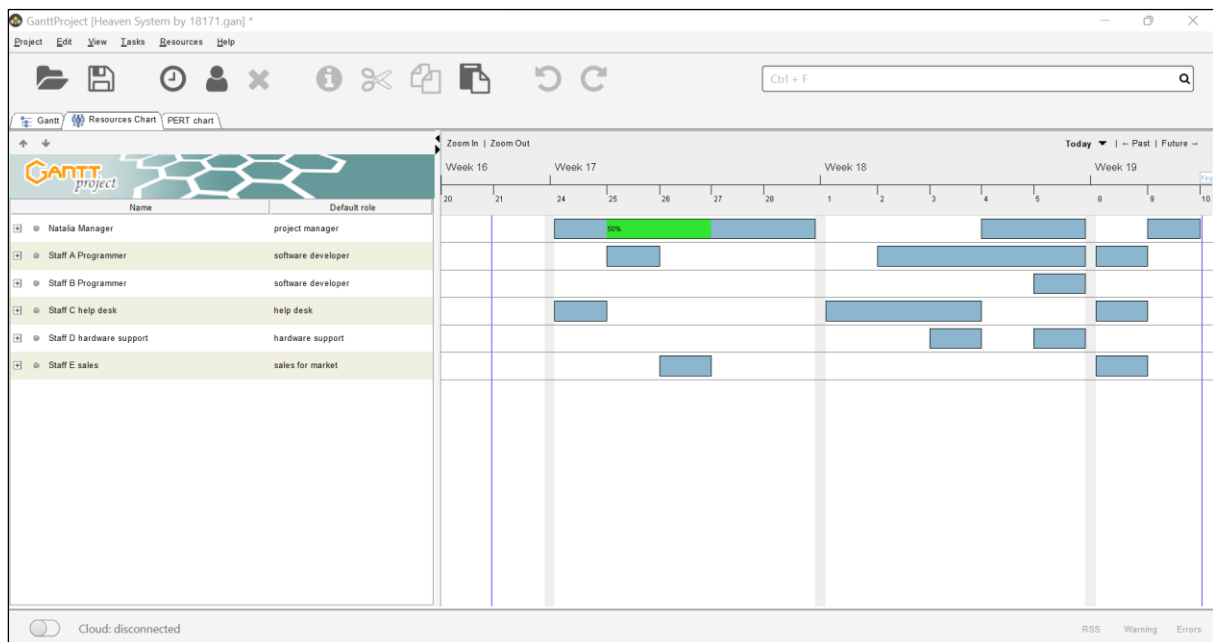 GanttProject [Heaven System by 18171.gan] *
Project Edit View Tasks Resources Help
Ctrl + F
Gantt Resources Chart PERT chart
Zoom In | Zoom Out Today | ← Past | Future →
GANTT project
Week 16 Week 17 Week 18 Week 19
20 21 24 25 26 27 28 1 2 3 4 5 8 9 10
Name Default role
Natalia Manager project manager
50%
Staff A Programmer software developer
Staff B Programmer software developer
Staff C help desk help desk
Staff D hardware support hardware support
Staff E sales sales for market
Cloud: disconnected RSS Warning Errors